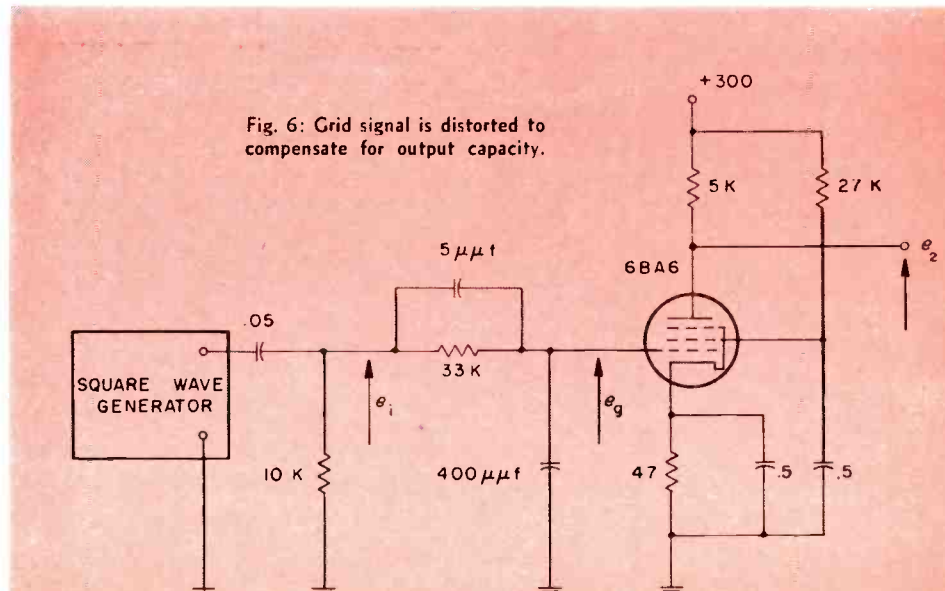 Fig. 6: Grid signal is distorted to
compensate for output capacity.
+300
5 K
27 K
5 μμf
6BA6
e2
.05
33 K
SQUARE WAVE
GENERATOR
ei
eg
10 K
400 μμf
47
.5
.5